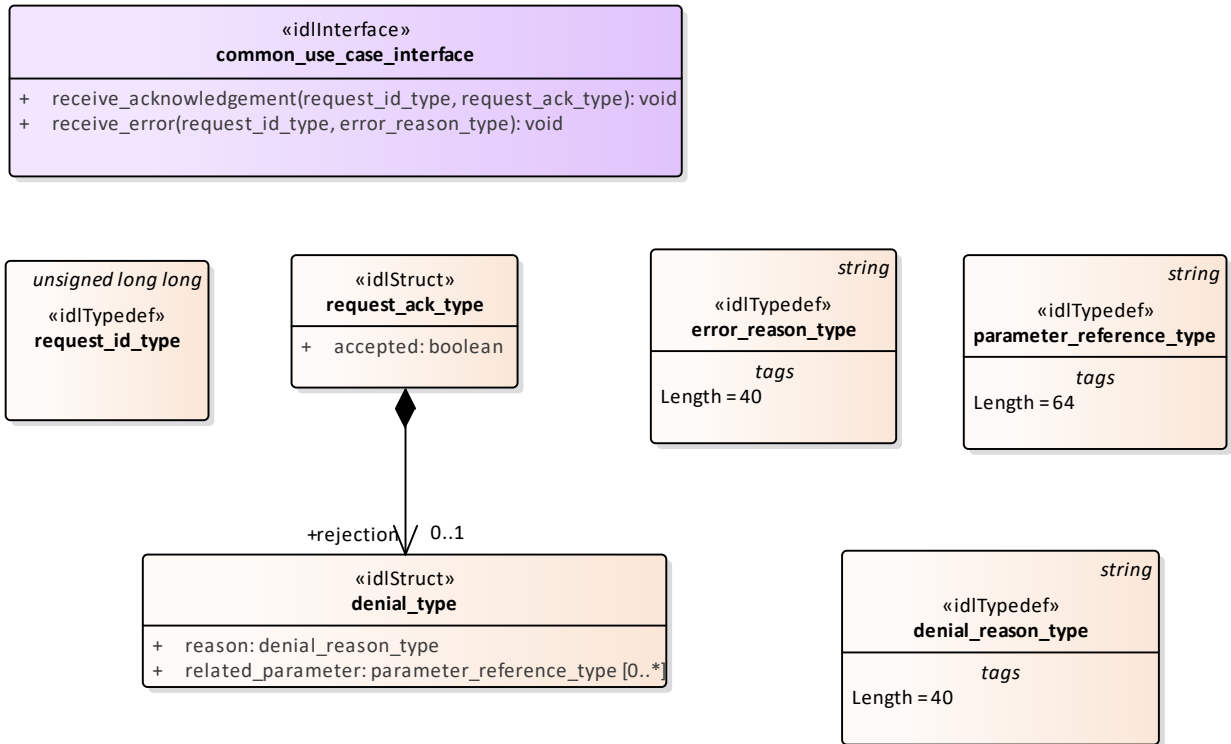 «idlInterface»
common_use_case_interface
+ receive_acknowledgement(request_id_type, request_ack_type): void
+ receive_error(request_id_type, error_reason_type): void
unsigned long long
«idlTypedef»
request_id_type
«idlStruct»
request_ack_type
+ accepted: boolean
string
«idlTypedef»
error_reason_type
tags
Length = 40
string
«idlTypedef»
parameter_reference_type
tags
Length = 64
+rejection 0..1
«idlStruct»
denial_type
+ reason: denial_reason_type
+ related_parameter: parameter_reference_type [0..*]
string
«idlTypedef»
denial_reason_type
tags
Length = 40